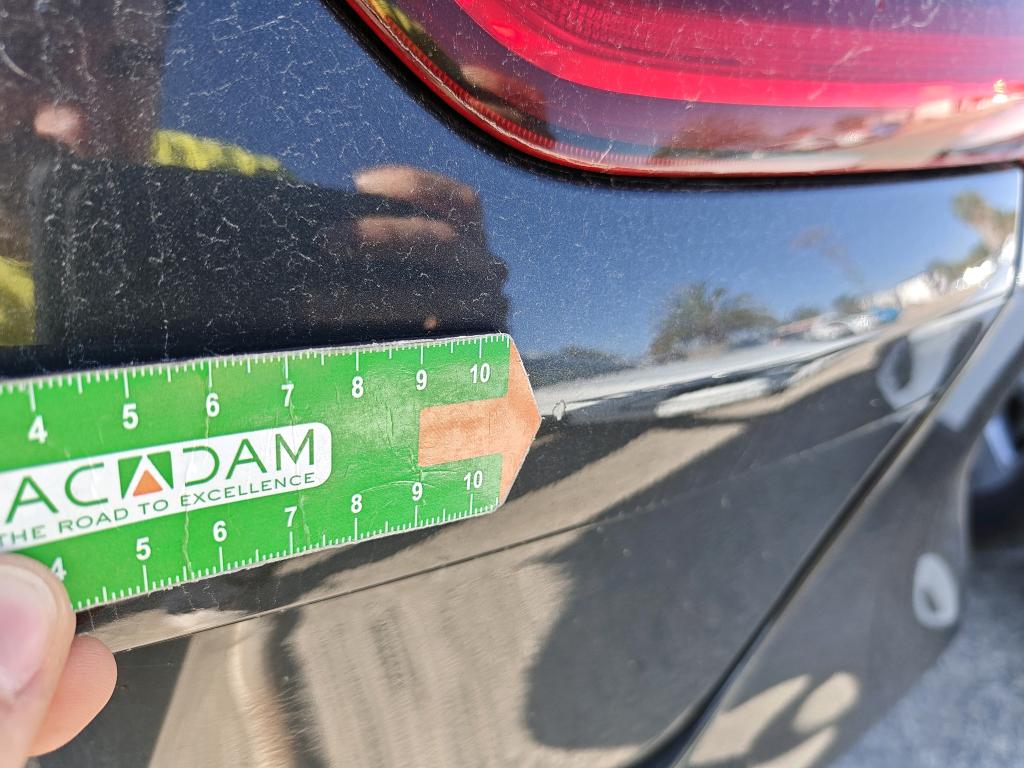 4 5 6 7 8 9 10
ACADAM
THE ROAD TO EXCELLENCE
4 5 6 7 8 9 10